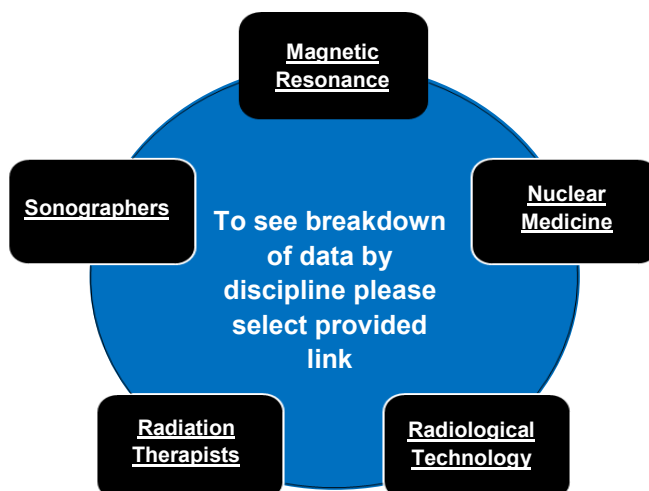 Magnetic
Resonance
Sonographers
Nuclear
Medicine
To see breakdown
of data by
discipline please
select provided
link
Radiation
Therapists
Radiological
Technology